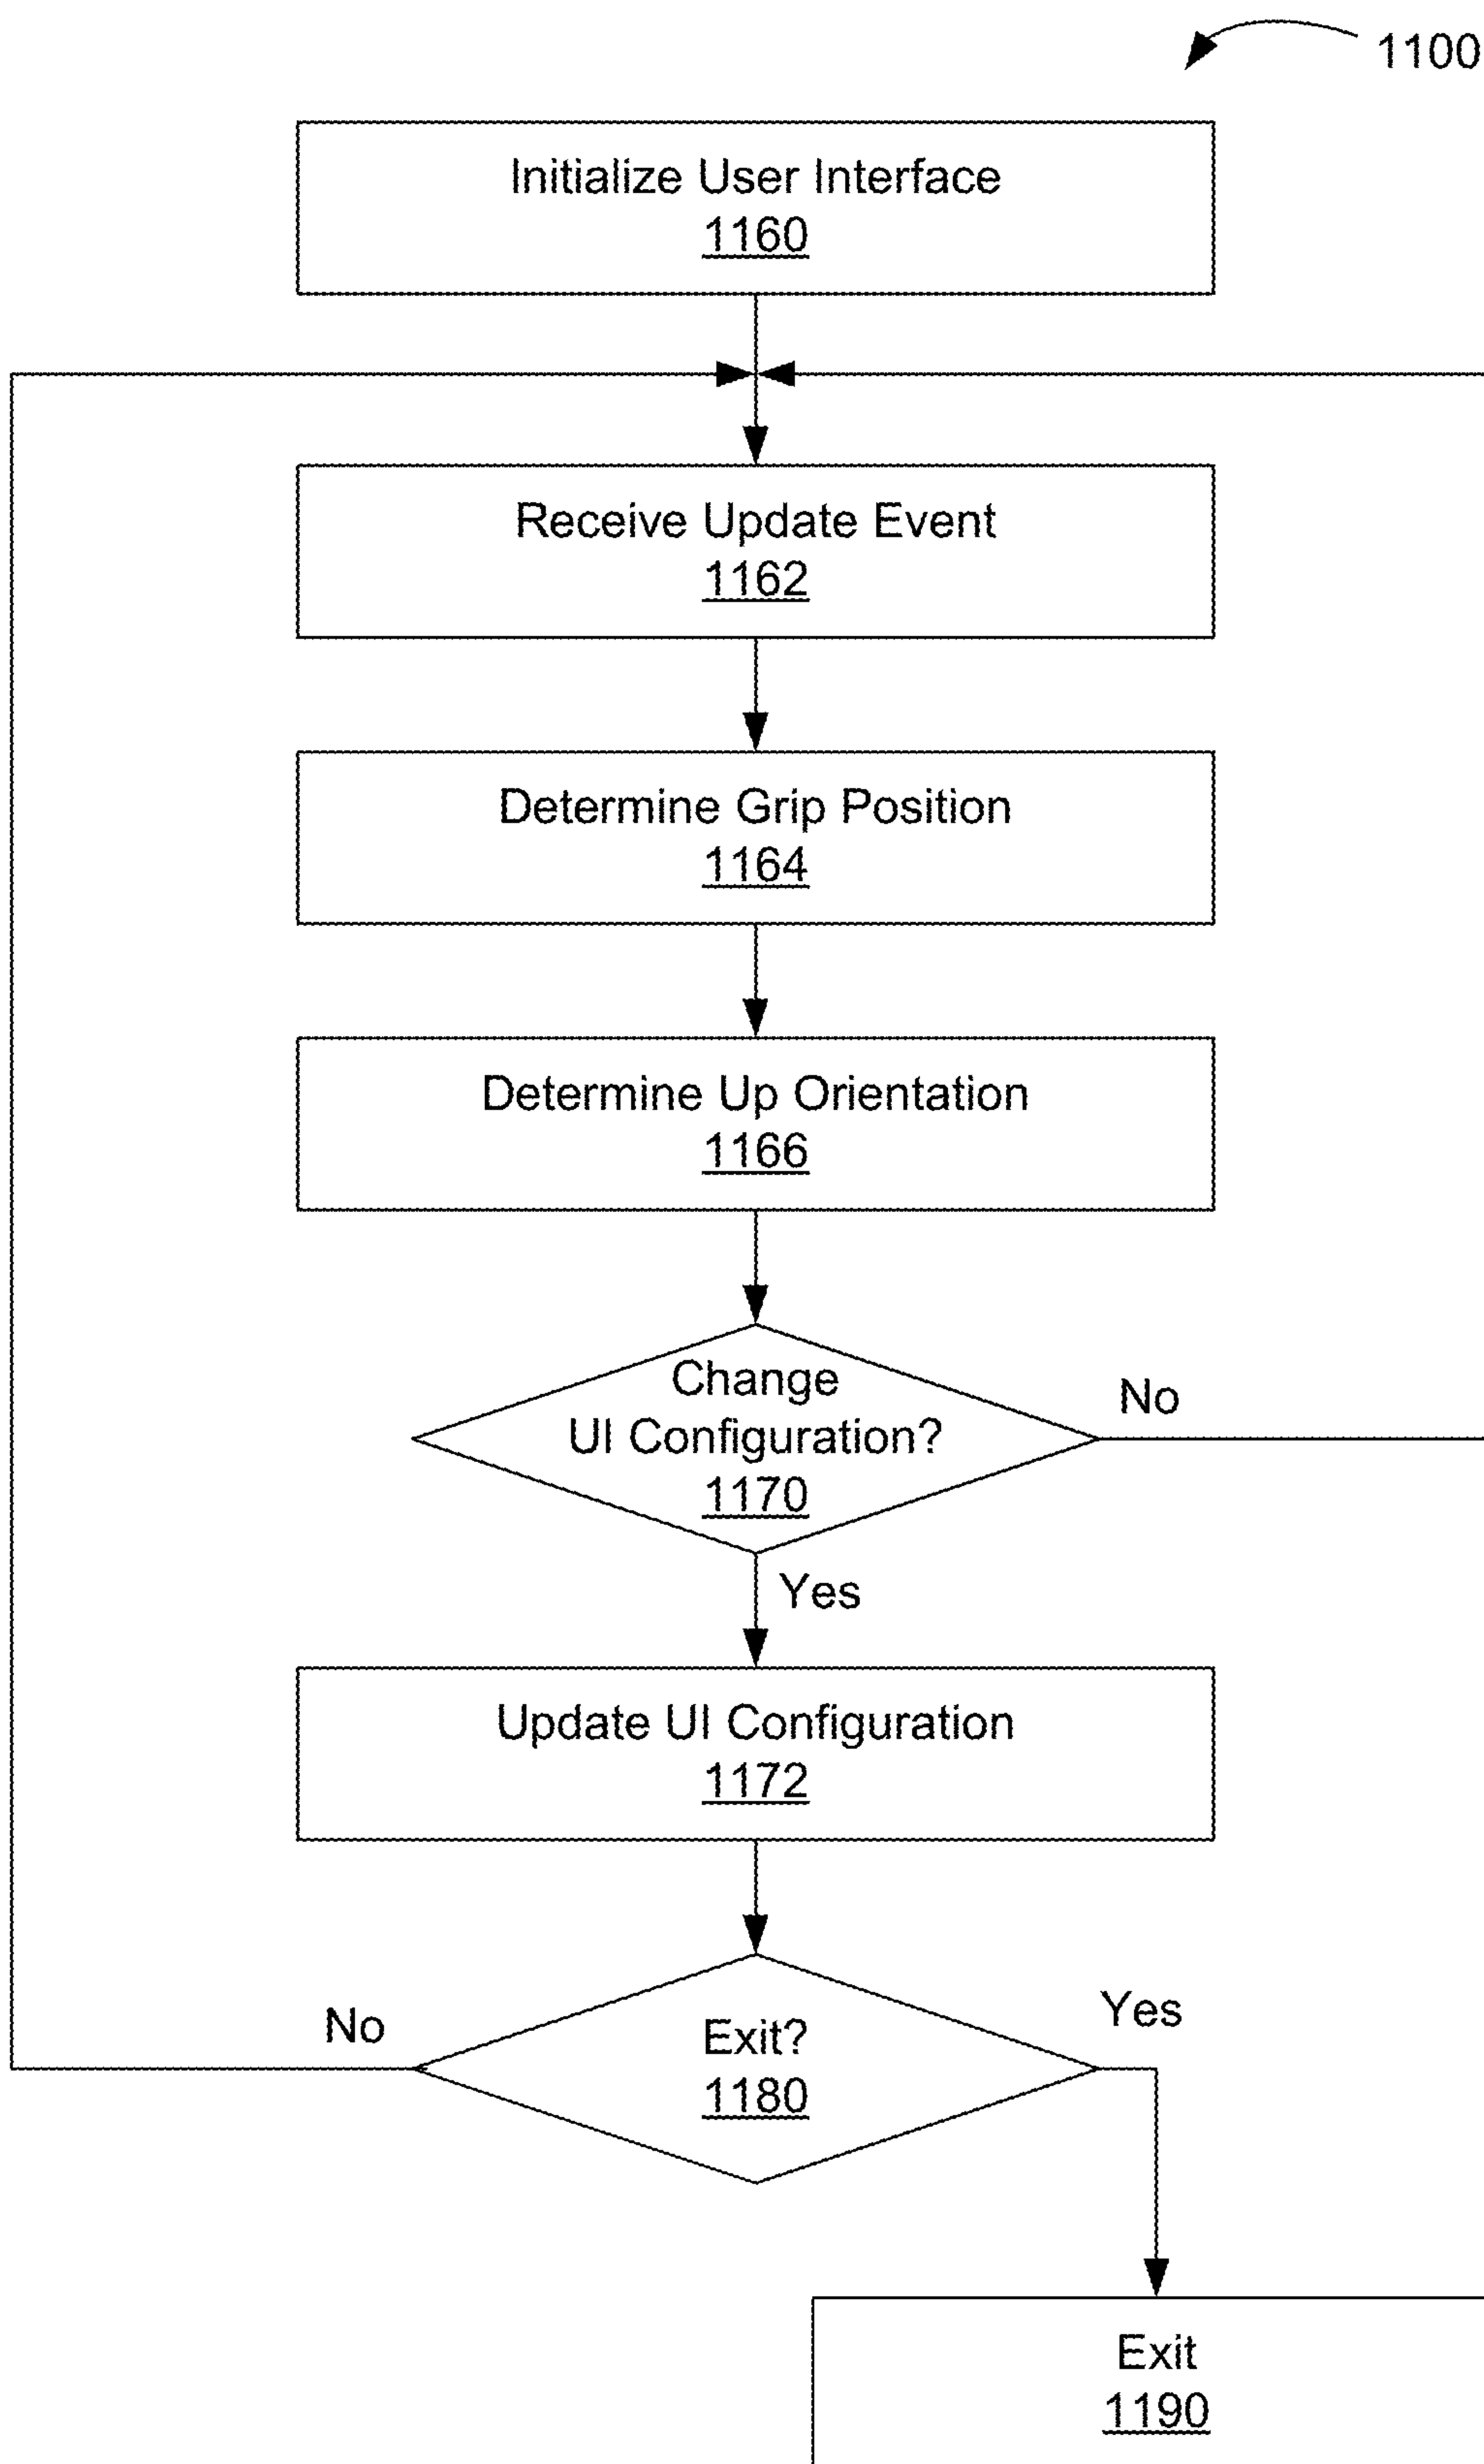 1100
Initialize User Interface
1160
Receive Update Event
1162
Determine Grip Position
1164
Determine Up Orientation
1166
Change
UI Configuration?
1170
No
Yes
Update UI Configuration
1172
No
Exit?
1180
Yes
Exit
1190